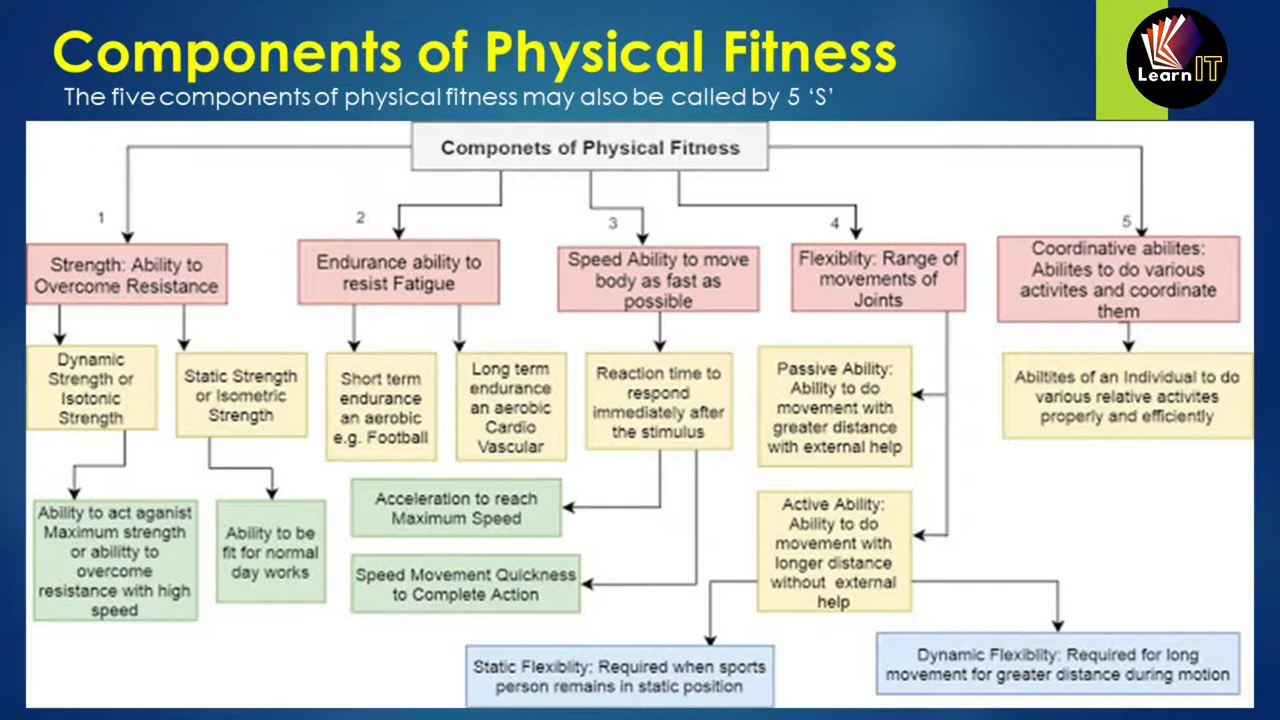 Components of Physical Fitness
The five components of physical fitness may also be called by 5 ‘S’
Learn IT
Componets of Physical Fitness
1
2
3
4
5
Strength: Ability to
Overcome Resistance
Endurance ability to
resist Fatigue
Speed Ability to move
body as fast as
possible
Flexiblity: Range of
movements of
Joints
Coordinative abilites:
Abilites to do various
activites and coordinate
them
Dynamic
Strength or
Isotonic
Strength
Static Strength
or Isometric
Strength
Short term
endurance
an aerobic
e.g. Football
Long term
endurance
an aerobic
Cardio
Vascular
Reaction time to
respond
immediately after
the stimulus
Passive Ability:
Ability to do
movement with
greater distance
with external help
Abiltites of an Individual to do
various relative activites
properly and efficiently
Ability to act aganist
Maximum strength
or abilitty to
overcome
resistance with high
speed
Ability to be
fit for normal
day works
Acceleration to reach
Maximum Speed
Speed Movement Quickness
to Complete Action
Active Ability:
Ability to do
movement with
longer distance
without external
help
Static Flexiblity: Required when sports
person remains in static position
Dynamic Flexiblity: Required for long
movement for greater distance during motion